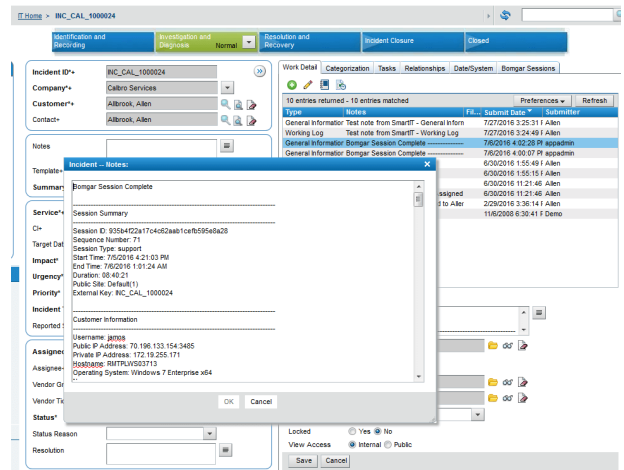 IT Home > INC_CAL_1000024
Identification and Recording
Investigation and Diagnosis Normal
Resolution and Recovery
Incident Closure
Closed
Incident ID*+ INC_CAL_1000024
Company*+ Calbro Services
Customer*+ Allbrook, Allen
Contact+ Allbrook, Allen
Notes
Template+
Summary
Service*+
CI+
Target Dat
Impact*
Urgency*
Priority*
Incident
Reported
Assigned
Assignee
Vendor Gr
Vendor Tic
Status*
Status Reason
Resolution
Work Detail Categorization Tasks Relationships Date/System Bomgar Sessions
10 entries returned - 10 entries matched Preferences Refresh
Type Notes Fil... Submit Date Submitter
General Information Test note from SmartIT - General Inform 7/27/2016 3:25:31 P Allen
Working Log Test note from SmartIT - Working Log 7/27/2016 3:24:49 P Allen
General Information Bomgar Session Complete ---------------- 7/6/2016 4:02:28 PM appadmin
General Information Bomgar Session Complete ---------------- 7/6/2016 4:00:07 PM appadmin
6/30/2016 1:55:49 P Allen
6/30/2016 1:55:15 P Allen
6/30/2016 11:21:46 Allen
ssigned 6/30/2016 11:21:46 Allen
d to Aller 2/29/2016 3:36:14 P Allen
11/6/2008 6:30:41 P Demo
Incident -- Notes:
Bomgar Session Complete
Session Summary
Session ID: 935b4f22a17c4c62aab1cefb595e8a28
Sequence Number: 71
Session Type: support
Start Time: 7/5/2016 4:21:03 PM
End Time: 7/6/2016 1:01:24 AM
Duration: 08:40:21
Public Site: Default(1)
External Key: INC_CAL_1000024
Customer Information
Username: jamos
Public IP Address: 70.196.133.154:3485
Private IP Address: 172.19.255.171
Hostname: RMTPLWS03713
Operating System: Windows 7 Enterprise x64
OK Cancel
Locked Yes No
View Access Internal Public
Save Cancel